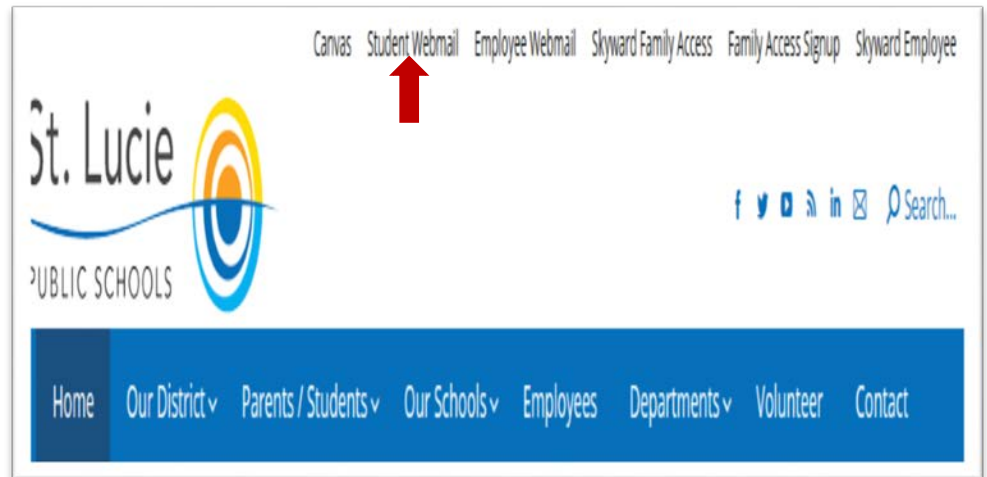 Canvas Student Webmail Employee Webmail Skyward Family Access Family Access Signup Skyward Employee
St. Lucie
PUBLIC SCHOOLS
Search...
Home Our District Parents / Students Our Schools Employees Departments Volunteer Contact